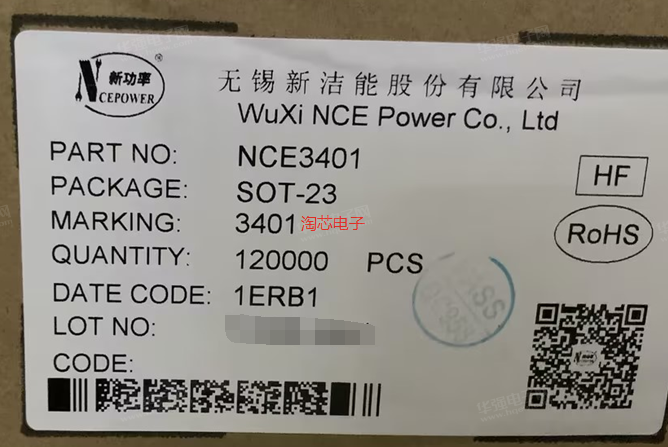 新功率
NCEPOWER
无锡新洁能股份有限公司
WuXi NCE Power Co., Ltd
PART NO: NCE3401
PACKAGE: SOT-23
MARKING: 3401
淘芯电子
QUANTITY: 120000 PCS
DATE CODE: 1ERB1
LOT NO:
CODE:
HF
RoHS